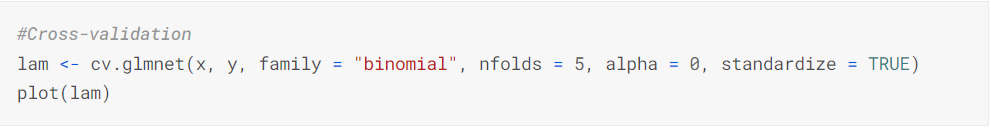 #Cross-validation
lam <- cv.glmnet(x, y, family = "binomial", nfolds = 5, alpha = 0, standardize = TRUE)
plot(lam)